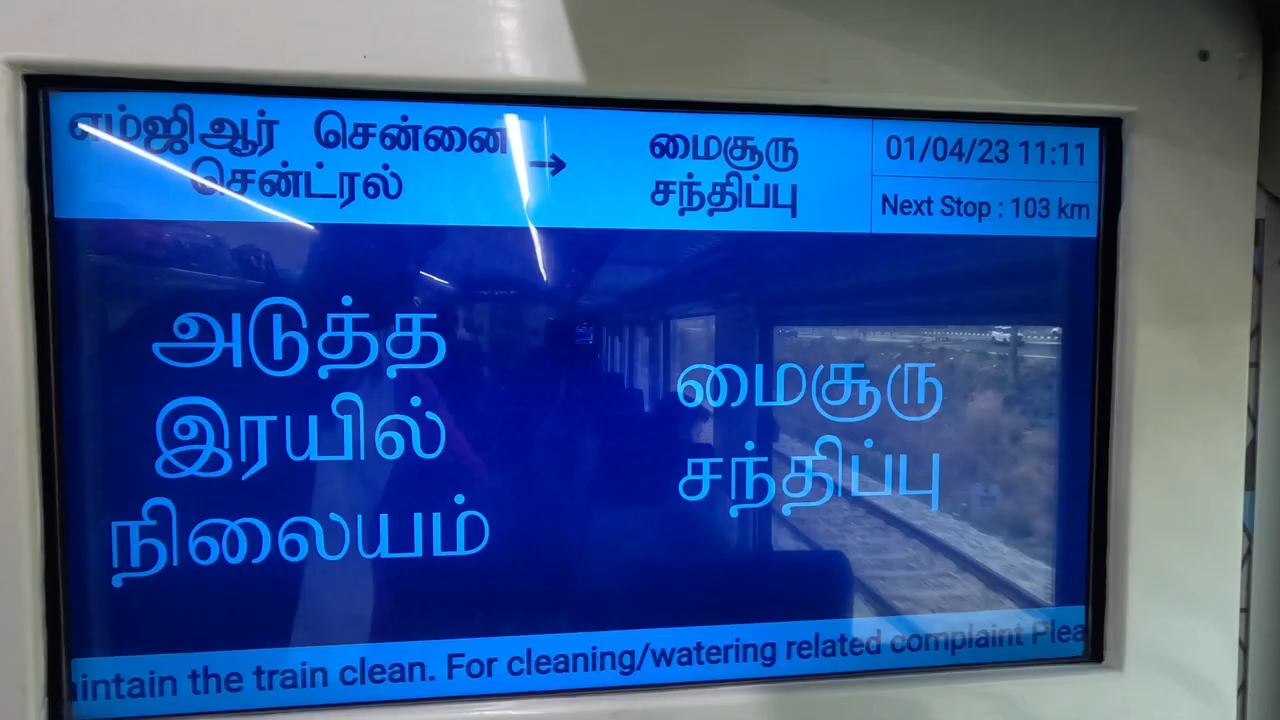 எம்ஜிஆர் சென்னை
சென்ட்ரல்
→
மைசூரு
சந்திப்பு
01/04/23 11:11
Next Stop : 103 km
அடுத்த
இரயில்
நிலையம்
மைசூரு
சந்திப்பு
intain the train clean. For cleaning/watering related complaint Plea